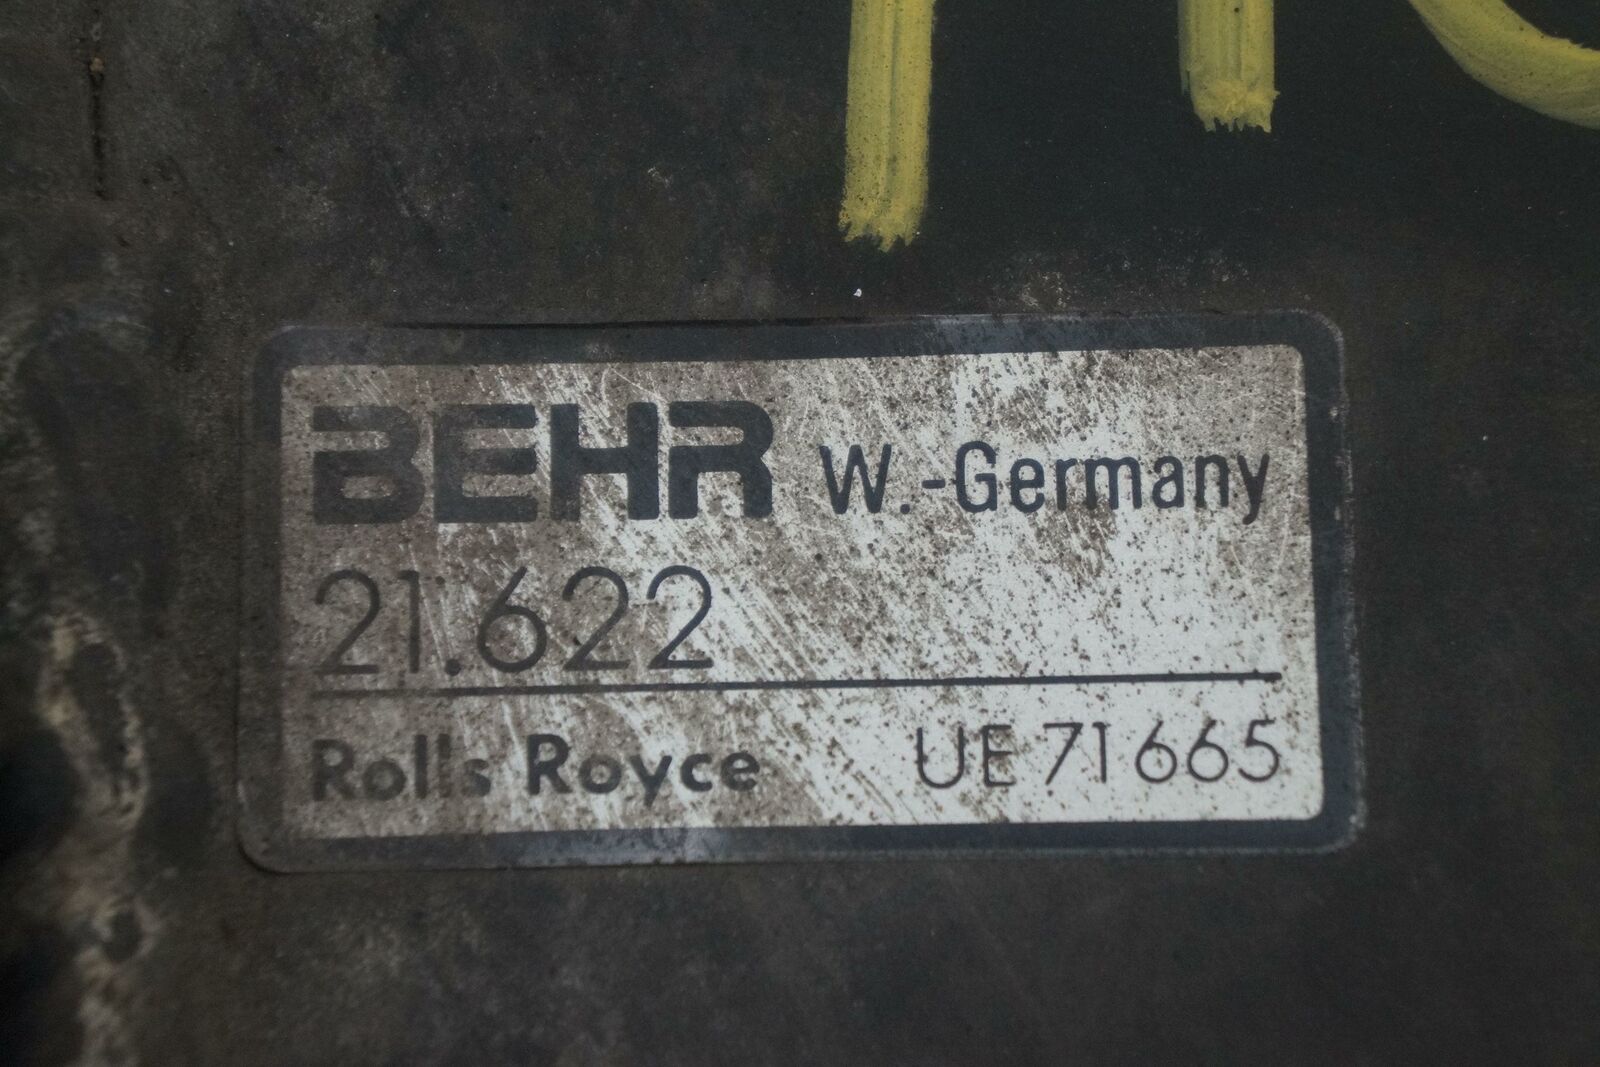 BEHR W.-Germany
21.622
Rolls Royce UE 71665